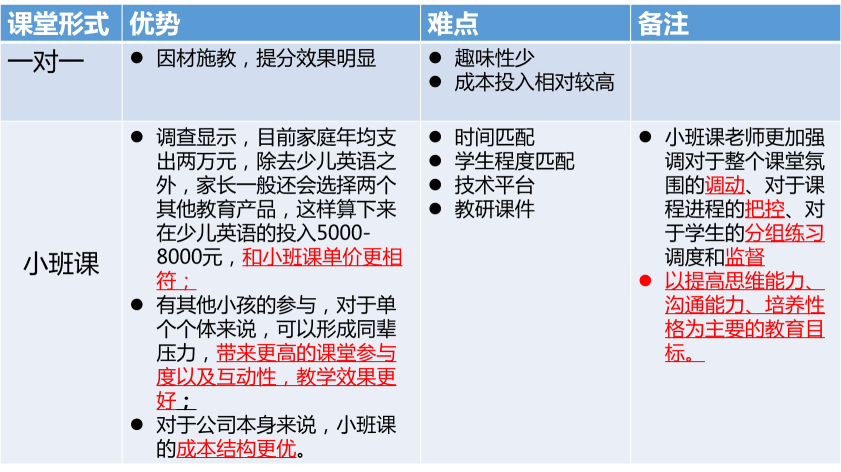 课堂形式 优势 难点 备注
一对一
● 因材施教，提分效果明显
● 趣味性少
● 成本投入相对较高
小班课
● 调查显示，目前家庭年均支
出两万元，除去少儿英语之
外，家长一般还会选择两个
其他教育产品，这样算下来
在少儿英语的投入5000-
8000元，和小班课单价更相
符；
● 有其他小孩的参与，对于单
个个体来说，可以形成同辈
压力，带来更高的课堂参与
度以及互动性，教学效果更
好；
● 对于公司本身来说，小班课
的成本结构更优。
● 时间匹配
● 学生程度匹配
● 技术平台
● 教研课件
● 小班课老师更加强
调对于整个课堂氛
围的调动、对于课
程进程的把控、对
于学生的分组练习
调度和监督
● 以提高思维能力、
沟通能力、培养性
格为主要的教育目
标。